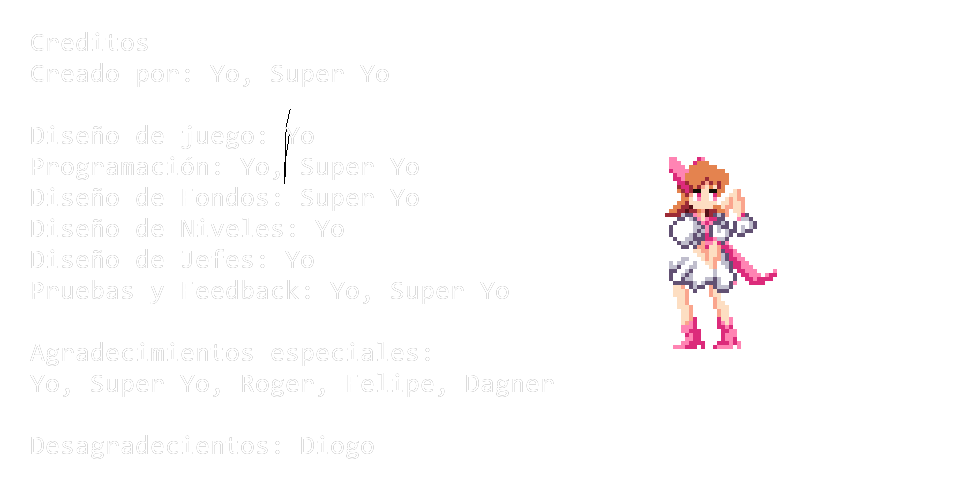 Creditos
Creado por: Yo, Super Yo
Diseño de juego: Yo
Programación: Yo, Super Yo
Diseño de Fondos: Super Yo
Diseño de Niveles: Yo
Diseño de Jefes: Yo
Pruebas y Feedback: Yo, Super Yo
Agradecimientos especiales:
Yo, Super Yo, Roger, Felipe, Dagner
Desagradecientos: Diogo